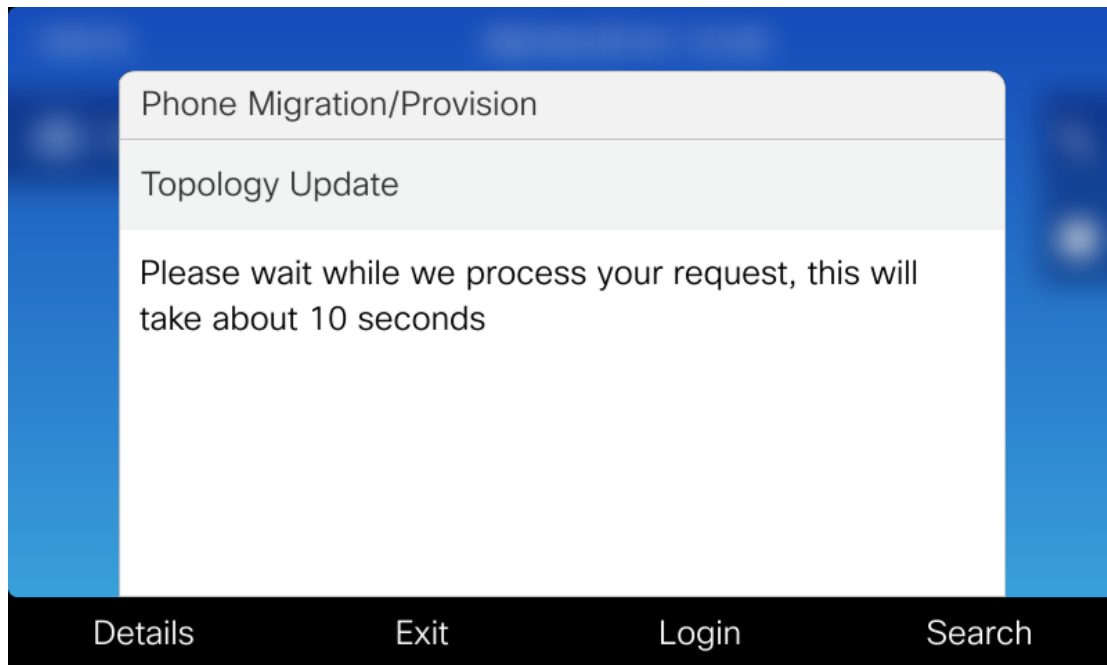 Phone Migration/Provision
Topology Update
Please wait while we process your request, this will
take about 10 seconds
Details Exit Login Search